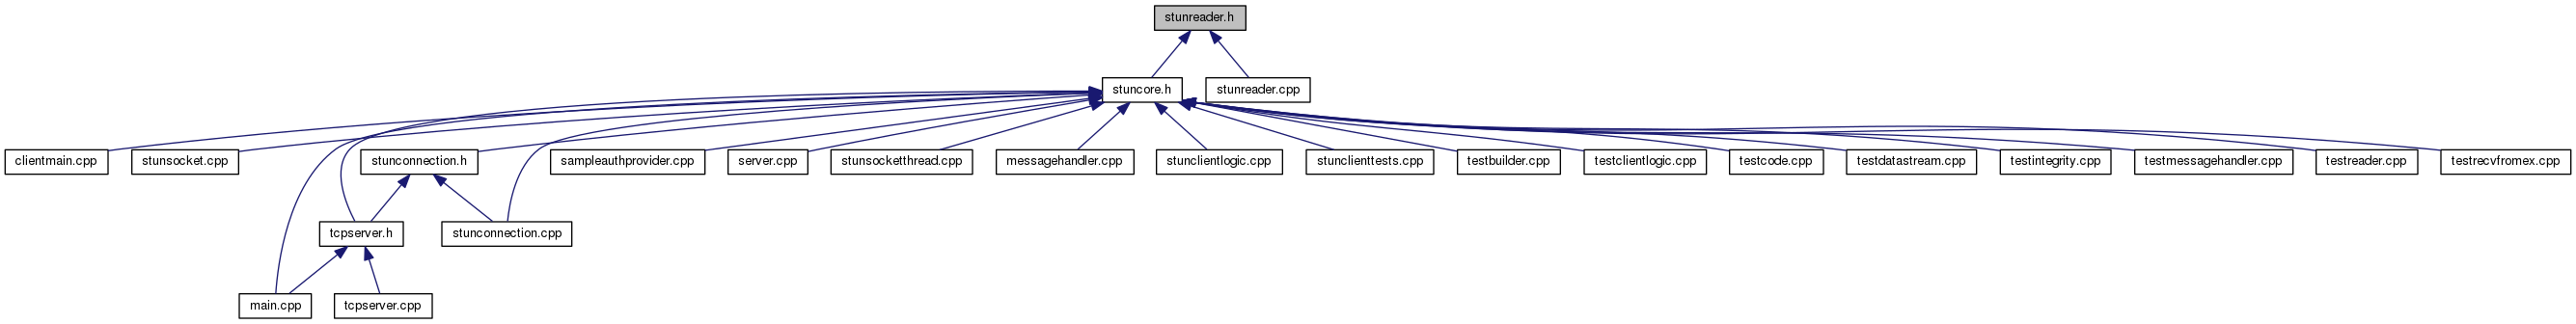 stunreader.h
stuncore.h
stunreader.cpp
clientmain.cpp
stunsocket.cpp
stunconnection.h
sampleauthprovider.cpp
server.cpp
stunsocketthread.cpp
messagehandler.cpp
stunclientlogic.cpp
stunclienttests.cpp
testbuilder.cpp
testclientlogic.cpp
testcode.cpp
testdatastream.cpp
testintegrity.cpp
testmessagehandler.cpp
testreader.cpp
testrecvfromex.cpp
tcpserver.h
stunconnection.cpp
main.cpp
tcpserver.cpp